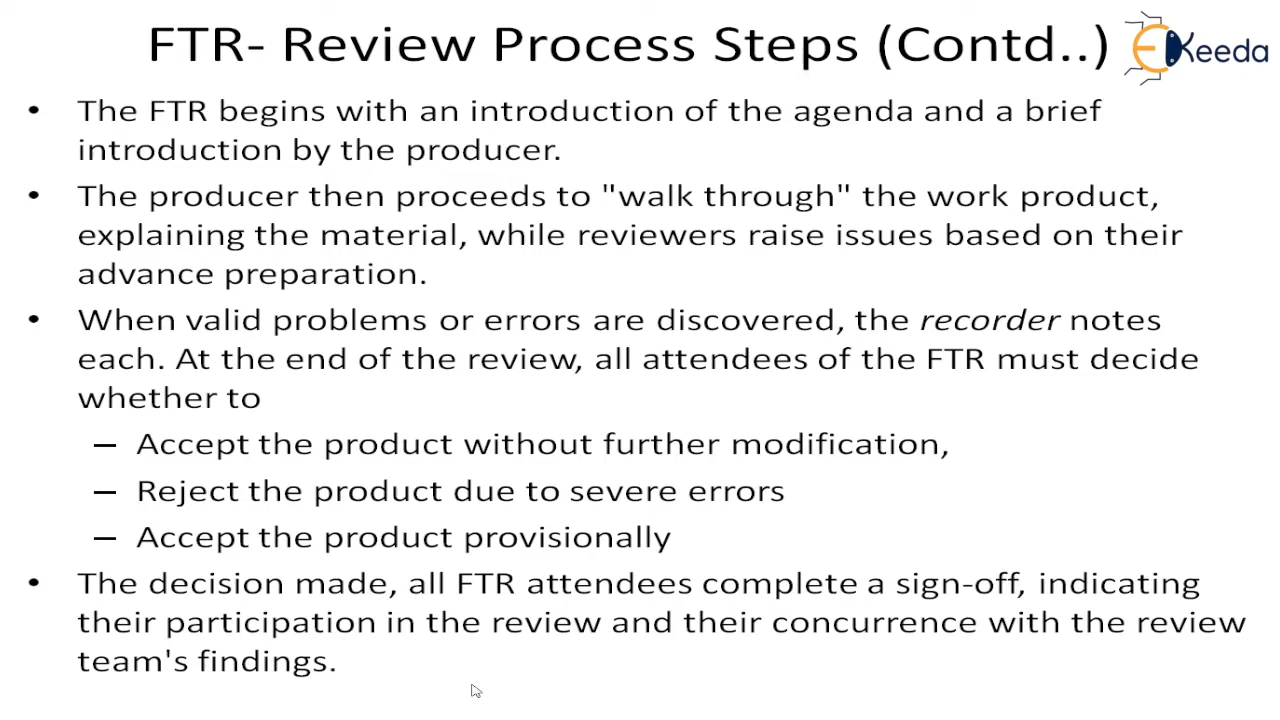 FTR- Review Process Steps (Contd..)
EKeeda
• The FTR begins with an introduction of the agenda and a brief
introduction by the producer.
• The producer then proceeds to "walk through" the work product,
explaining the material, while reviewers raise issues based on their
advance preparation.
• When valid problems or errors are discovered, the recorder notes
each. At the end of the review, all attendees of the FTR must decide
whether to
– Accept the product without further modification,
– Reject the product due to severe errors
– Accept the product provisionally
• The decision made, all FTR attendees complete a sign-off, indicating
their participation in the review and their concurrence with the review
team's findings.